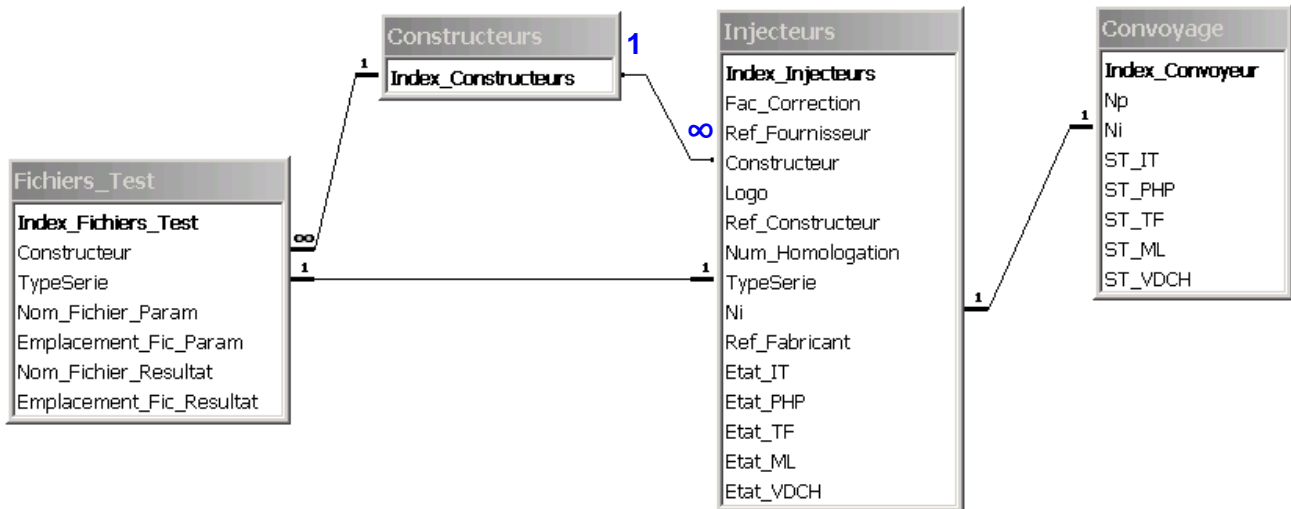 Constructeurs
Index_Constructeurs
1
1
∞
Injecteurs
Index_Injecteurs
Fac_Correction
Ref_Fournisseur
Constructeur
Logo
Ref_Constructeur
Num_Homologation
TypeSerie
Ni
Ref_Fabricant
Etat_IT
Etat_PHP
Etat_TF
Etat_ML
Etat_VDCH
Convoyage
Index_Convoyeur
Np
Ni
ST_IT
ST_PHP
ST_TF
ST_ML
ST_VDCH
1
1
Fichiers_Test
Index_Fichiers_Test
Constructeur
TypeSerie
Nom_Fichier_Param
Emplacement_Fic_Param
Nom_Fichier_Resultat
Emplacement_Fic_Resultat
∞
1
1